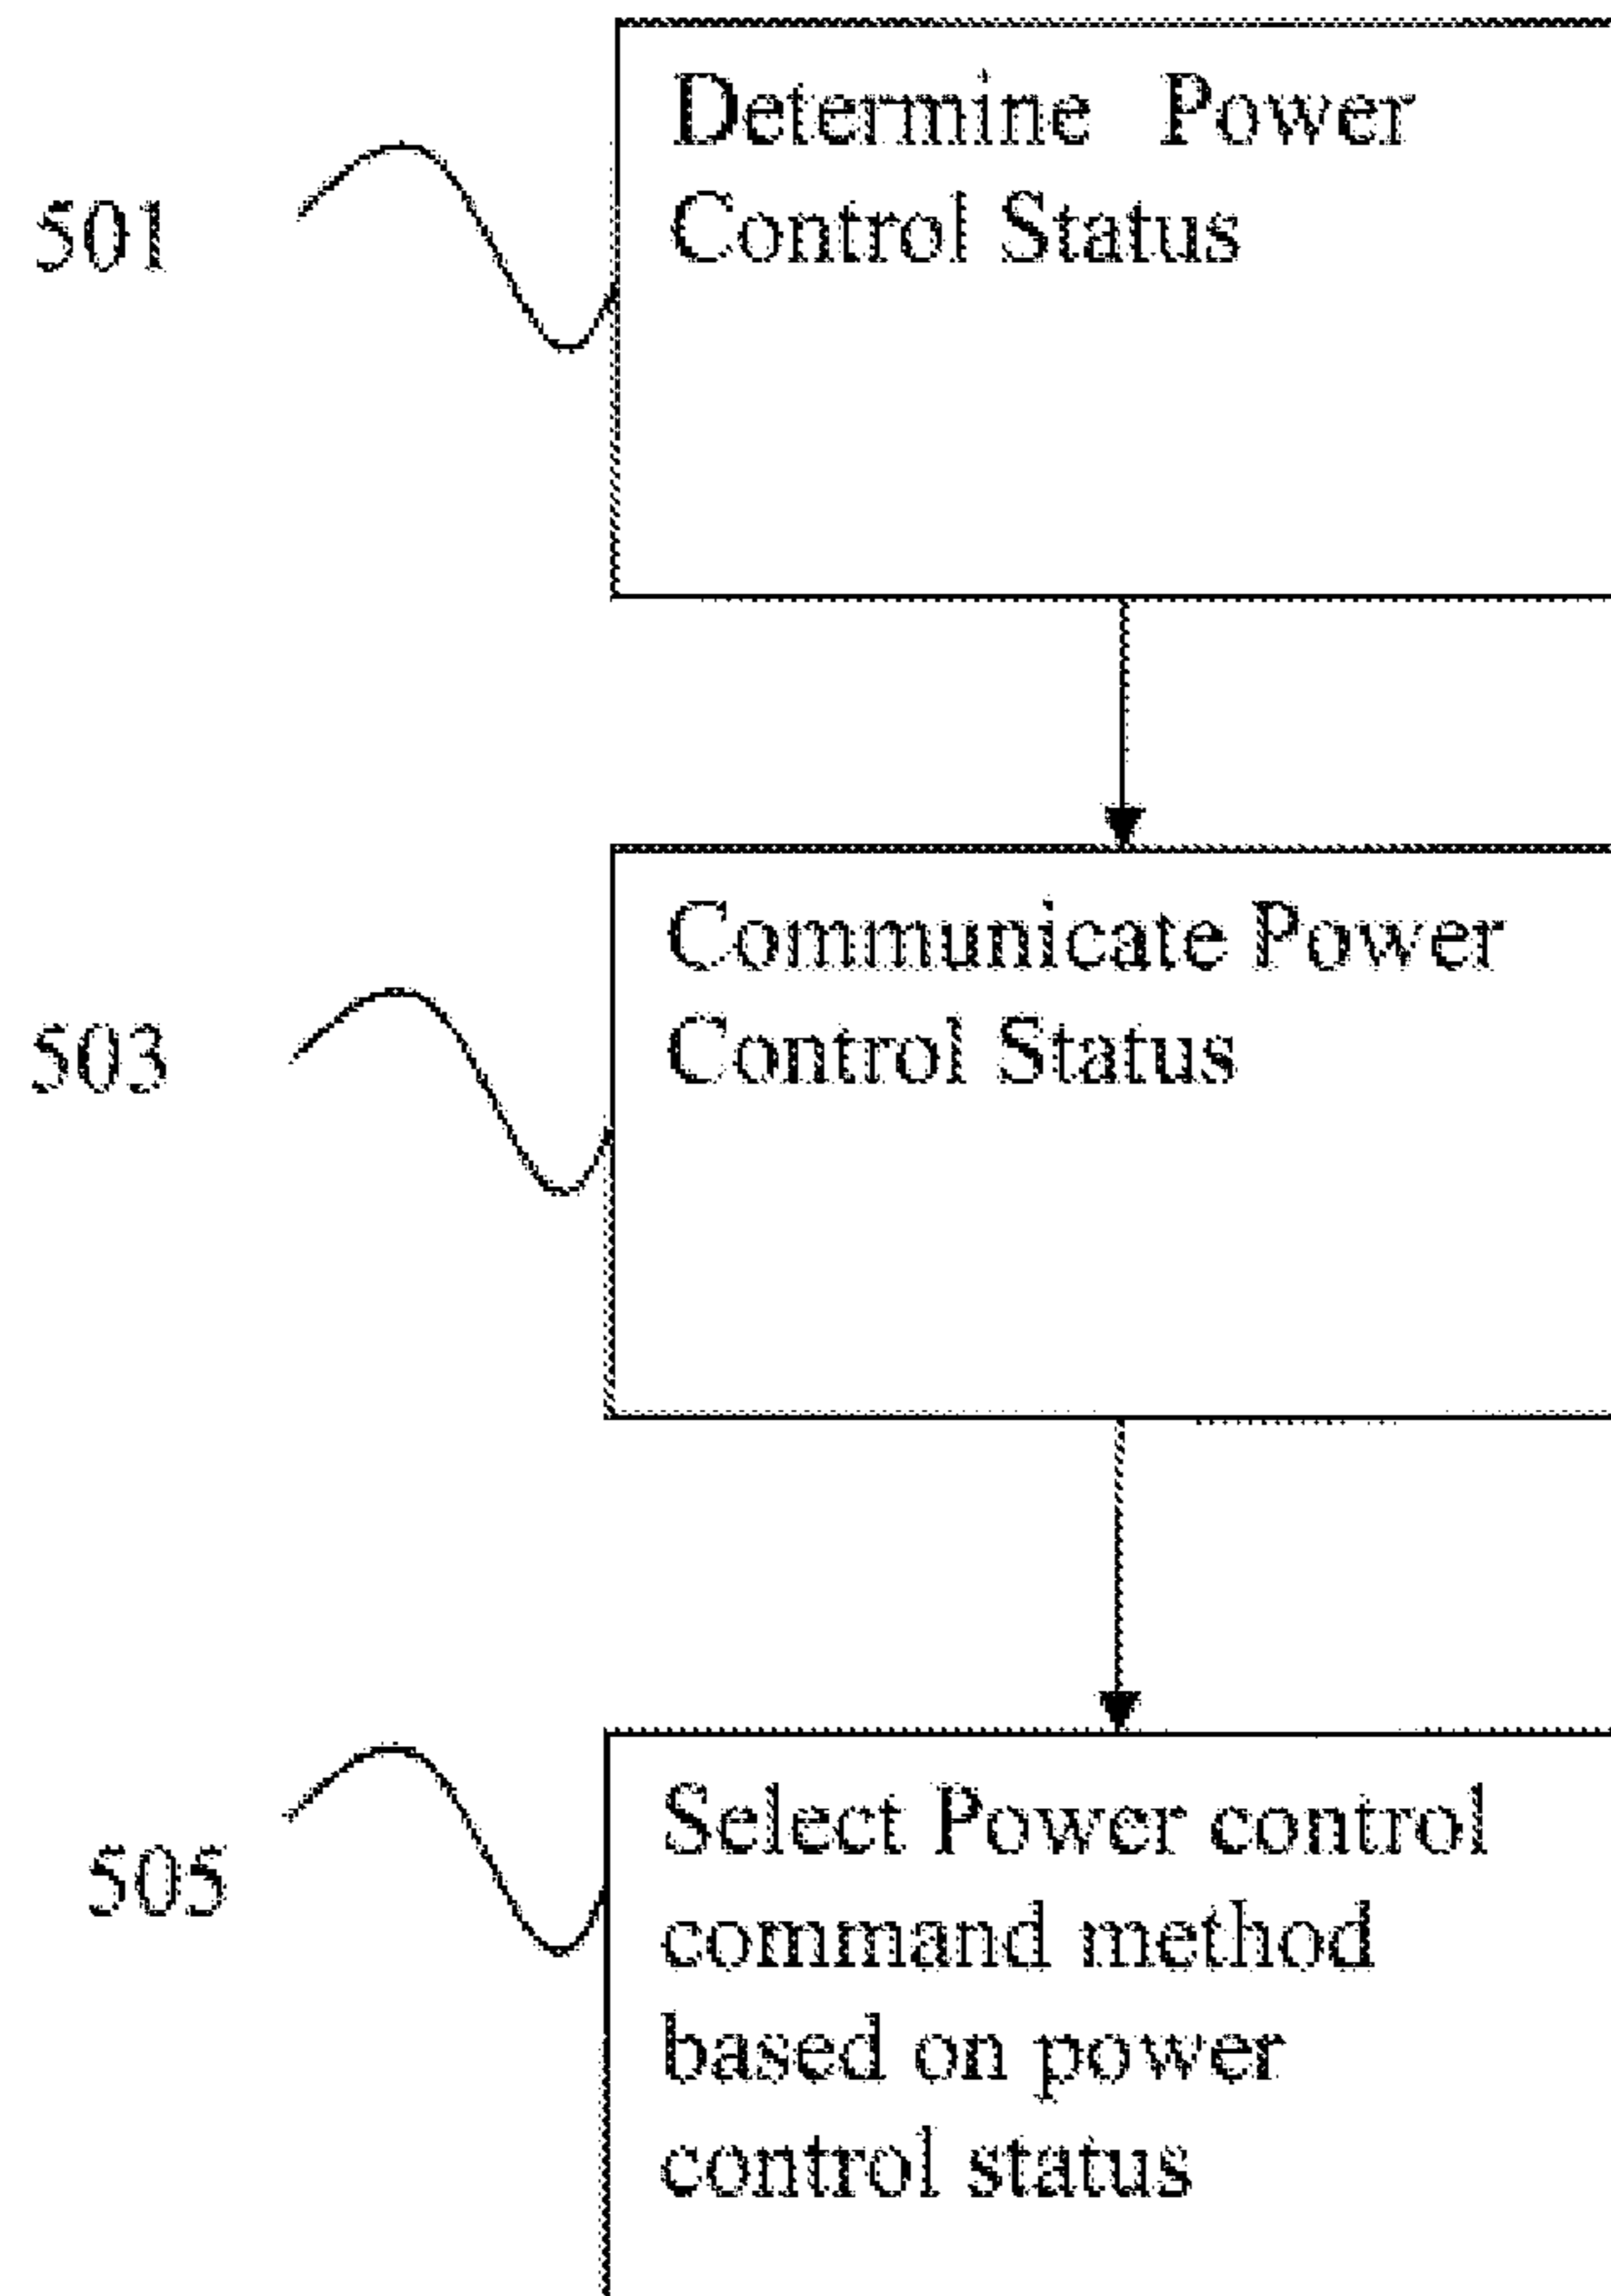 501
Determine Power
Control Status
503
Communicate Power
Control Status
505
Select Power control
command method
based on power
control status